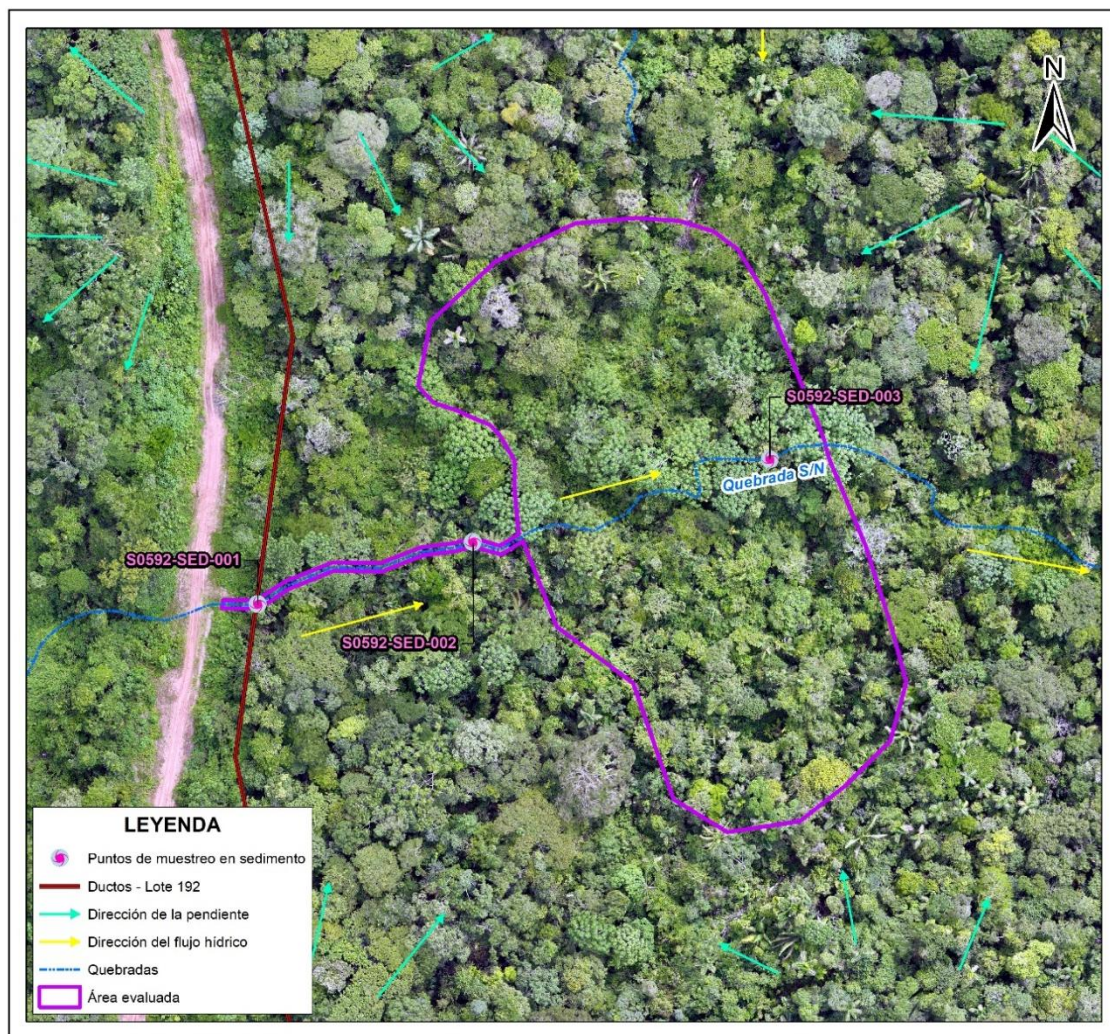 N
S0592-SED-003
Quebrada S/N
S0592-SED-001
S0592-SED-002
LEYENDA
Puntos de muestreo en sedimento
Ductos - Lote 192
Dirección de la pendiente
Dirección del flujo hídrico
Quebradas
Área evaluada